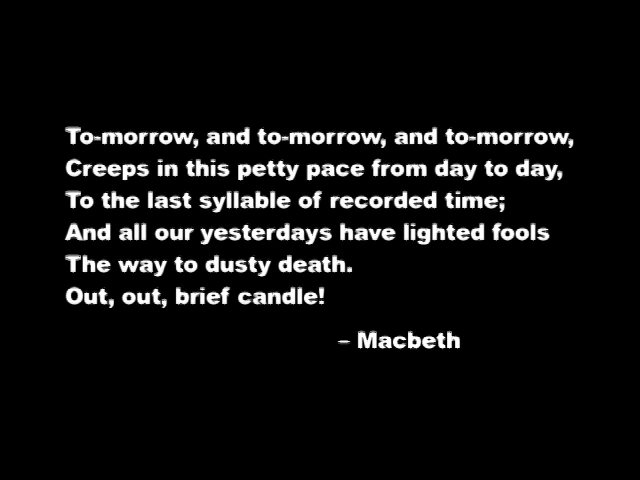 To-morrow, and to-morrow, and to-morrow,
Creeps in this petty pace from day to day,
To the last syllable of recorded time;
And all our yesterdays have lighted fools
The way to dusty death.
Out, out, brief candle!
– Macbeth